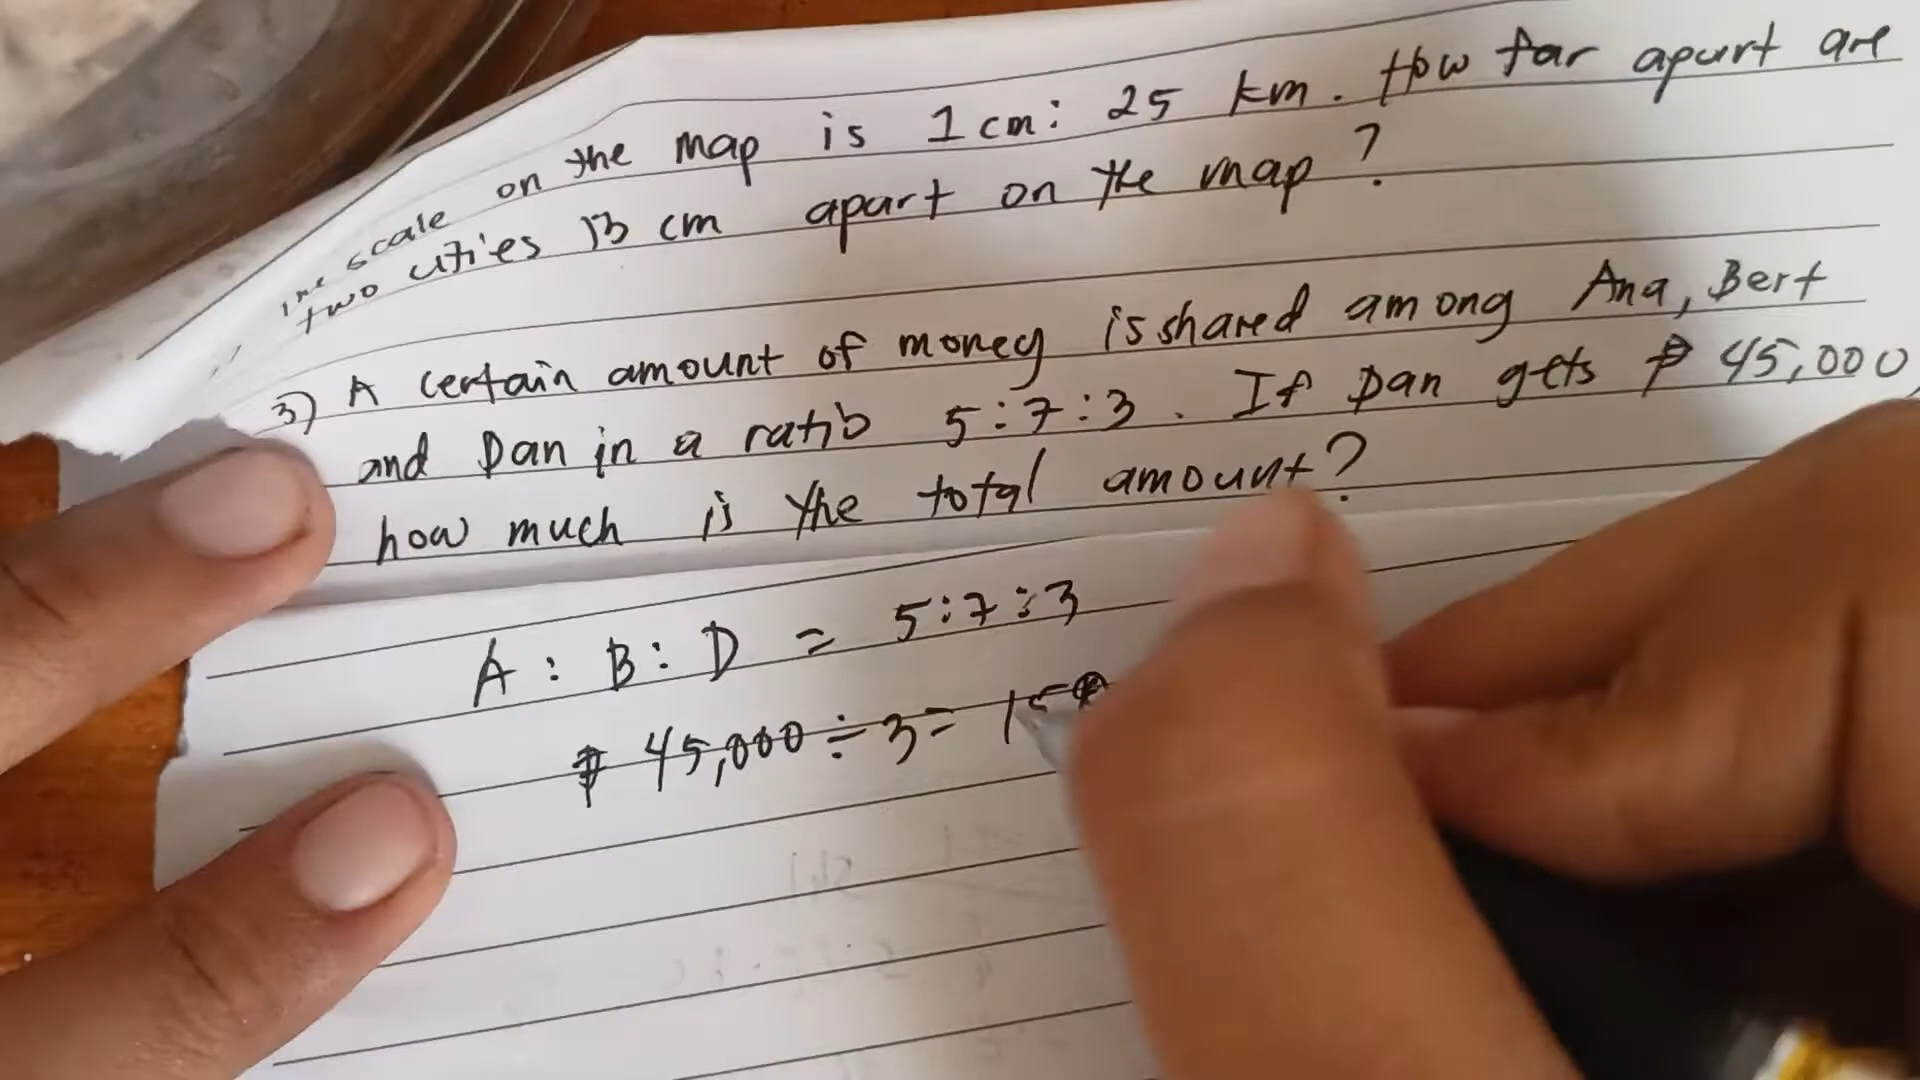 The scale on the map is 1cm: 25 km. How far apart are
two cities 13 cm apart on the map?
3) A certain amount of money is shared among Ana, Bert
and Dan in a ratio 5:7:3. If Dan gets ₱ 45,000,
how much is the total amount?
A : B : D = 5:7:3
₱ 45,000 ÷ 3 = 15